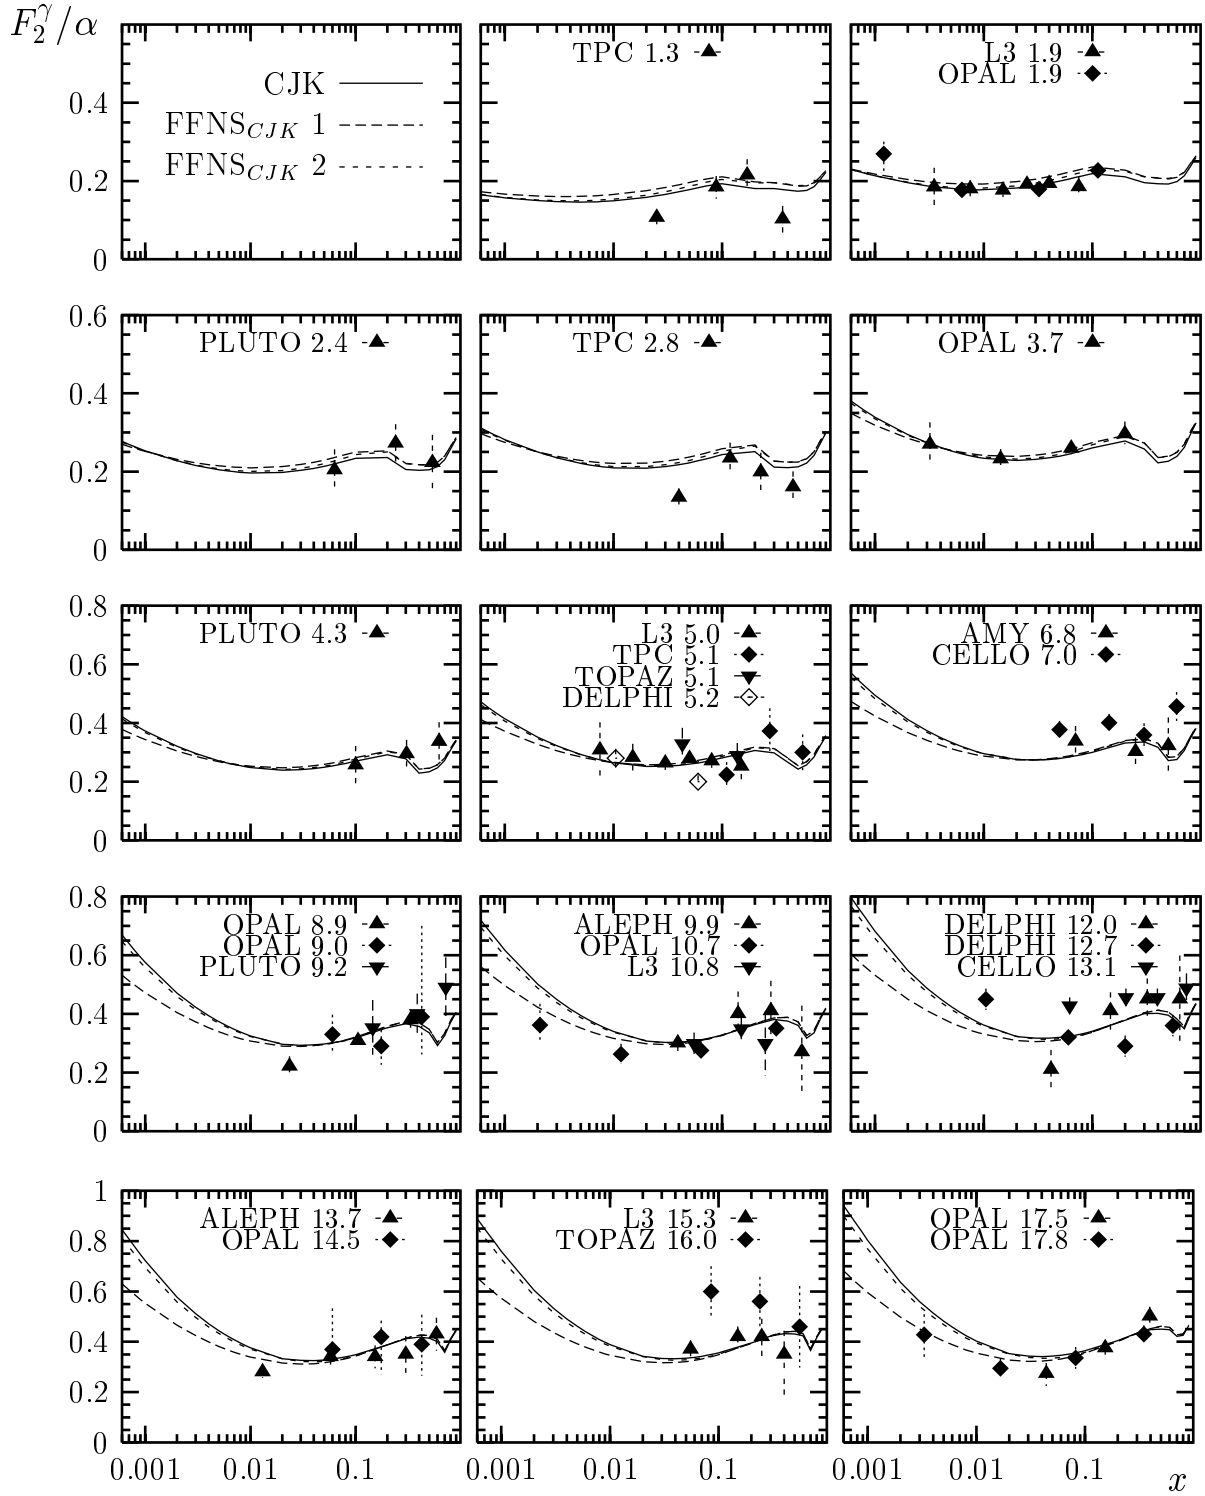 F_2^γ/α
CJK
FFNS_CJK 1
FFNS_CJK 2
TPC 1.3
L3 1.9
OPAL 1.9
0.4
0.2
0
PLUTO 2.4
TPC 2.8
OPAL 3.7
0.6
0.4
0.2
0
PLUTO 4.3
L3 5.0
TPC 5.1
TOPAZ 5.1
DELPHI 5.2
AMY 6.8
CELLO 7.0
0.8
0.6
0.4
0.2
0
OPAL 8.9
OPAL 9.0
PLUTO 9.2
ALEPH 9.9
OPAL 10.7
L3 10.8
DELPHI 12.0
DELPHI 12.7
CELLO 13.1
0.8
0.6
0.4
0.2
0
ALEPH 13.7
OPAL 14.5
L3 15.3
TOPAZ 16.0
OPAL 17.5
OPAL 17.8
1
0.8
0.6
0.4
0.2
0
0.001 0.01 0.1 0.001 0.01 0.1 0.001 0.01 0.1
x